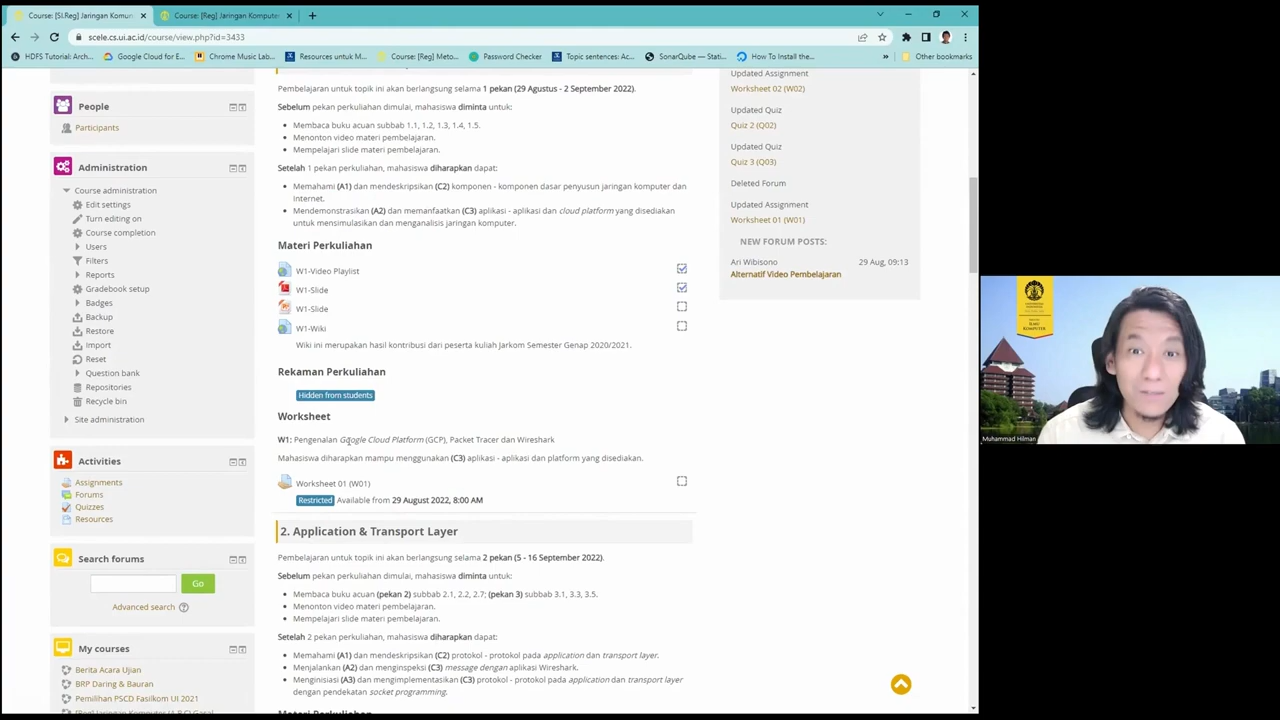 Course: [SI.Reg] Jaringan Komun
Course: [Reg] Jaringan Komputer
scele.cs.ui.ac.id/course/view.php?id=3433
HDFS Tutorial: Arch...
Google Cloud for E...
Chrome Music Lab...
Resources untuk M...
Course: [Reg] Meto...
Password Checker
Topic sentences: Ac...
SonarQube — Stati...
How To Install the...
Other bookmarks
People
Participants
Administration
Course administration
Edit settings
Turn editing on
Course completion
Users
Filters
Reports
Gradebook setup
Badges
Backup
Restore
Import
Reset
Question bank
Repositories
Recycle bin
Site administration
Activities
Assignments
Forums
Quizzes
Resources
Search forums
Go
Advanced search
My courses
Berita Acara Ujian
BRP Daring & Bauran
Pemilihan PSCD Fasilkom UI 2021
Pembelajaran untuk topik ini akan berlangsung selama 1 pekan (29 Agustus - 2 September 2022).
Sebelum pekan perkuliahan dimulai, mahasiswa diminta untuk:
Membaca buku acuan subbab 1.1, 1.2, 1.3, 1.4, 1.5.
Menonton video materi pembelajaran.
Mempelajari slide materi pembelajaran.
Setelah 1 pekan perkuliahan, mahasiswa diharapkan dapat:
Memahami (A1) dan mendeskripsikan (C2) komponen - komponen dasar penyusun jaringan komputer dan
internet.
Mendemonstrasikan (A2) dan memanfaatkan (C3) aplikasi - aplikasi dan cloud platform yang disediakan
untuk mensimulasikan dan menganalisis jaringan komputer.
Materi Perkuliahan
W1-Video Playlist
W1-Slide
W1-Slide
W1-Wiki
Wiki ini merupakan hasil kontribusi dari peserta kuliah Jarkom Semester Genap 2020/2021.
Rekaman Perkuliahan
Hidden from students
Worksheet
W1: Pengenalan Google Cloud Platform (GCP), Packet Tracer dan Wireshark
Mahasiswa diharapkan mampu menggunakan (C3) aplikasi - aplikasi dan platform yang disediakan.
Worksheet 01 (W01)
Restricted Available from 29 August 2022, 8:00 AM
2. Application & Transport Layer
Pembelajaran untuk topik ini akan berlangsung selama 2 pekan (5 - 16 September 2022).
Sebelum pekan perkuliahan dimulai, mahasiswa diminta untuk:
Membaca buku acuan (pekan 2) subbab 2.1, 2.2, 2.7; (pekan 3) subbab 3.1, 3.3, 3.5.
Menonton video materi pembelajaran.
Mempelajari slide materi pembelajaran.
Setelah 2 pekan perkuliahan, mahasiswa diharapkan dapat:
Memahami (A1) dan mendeskripsikan (C2) protokol - protokol pada application dan transport layer.
Menjalankan (A2) dan menginspeksi (C3) message dengan aplikasi Wireshark.
Menginisiasi (A3) dan mengimplementasikan (C3) protokol - protokol pada application dan transport layer
dengan pendekatan socket programming.
Updated Assignment
Worksheet 02 (W02)
Updated Quiz
Quiz 2 (Q02)
Updated Quiz
Quiz 3 (Q03)
Deleted Forum
Updated Assignment
Worksheet 01 (W01)
NEW FORUM POSTS:
Ari Wibisono 29 Aug, 09:13
Alternatif Video Pembelajaran
ILMU
KOMPUTER
Muhammad Hilman